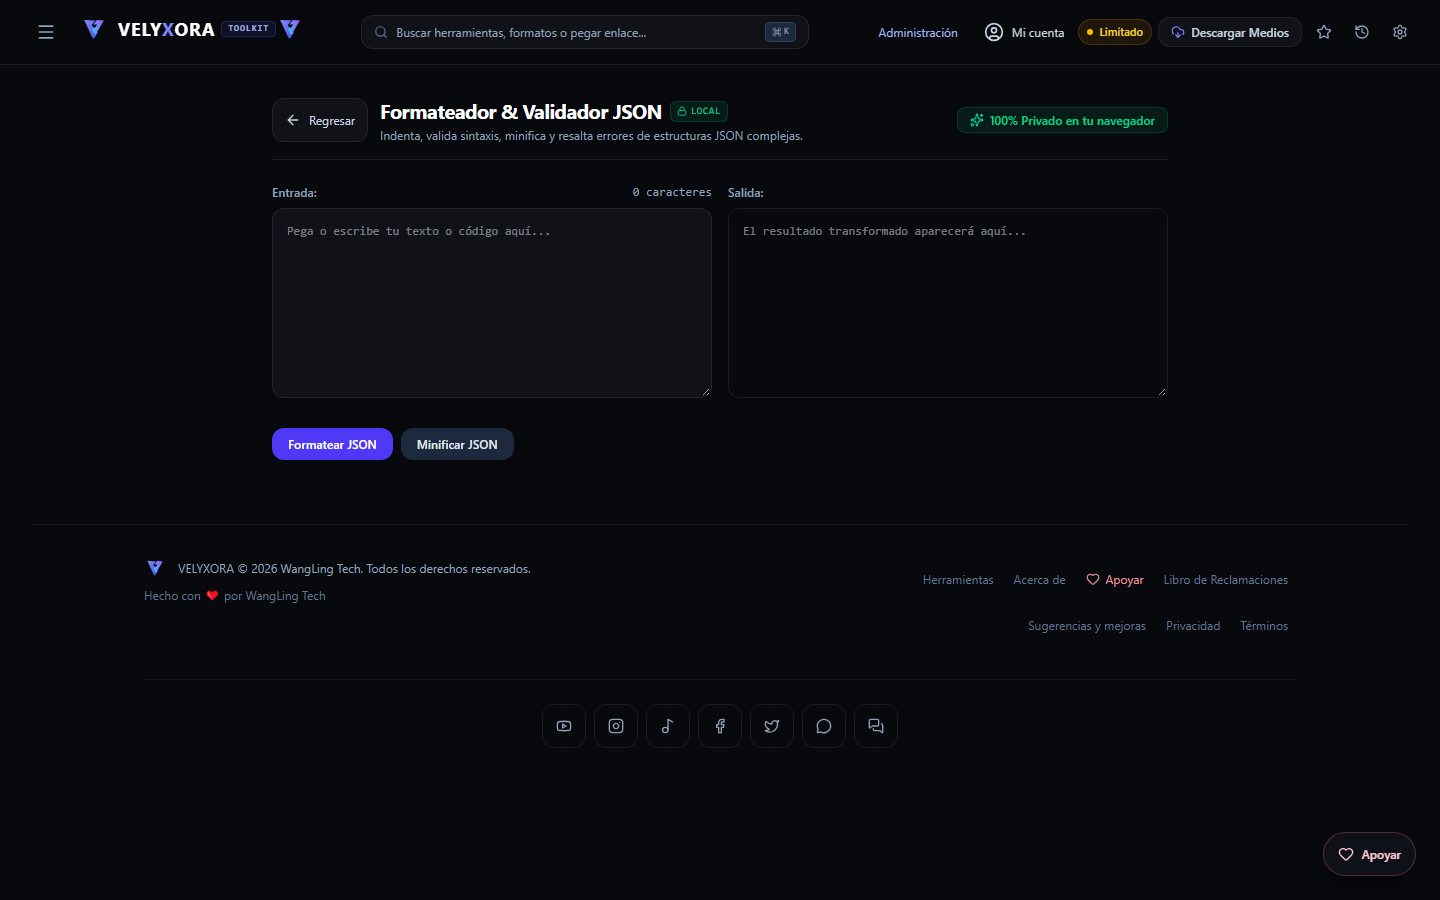 VELYXORA TOOLKIT
Buscar herramientas, formatos o pegar enlace...
⌘K
Administración
Mi cuenta
Limitado
Descargar Medios
Regresar
Formateador & Validador JSON
LOCAL
Indenta, valida sintaxis, minifica y resalta errores de estructuras JSON complejas.
100% Privado en tu navegador
Entrada:
0 caracteres
Salida:
Pega o escribe tu texto o código aquí...
El resultado transformado aparecerá aquí...
Formatear JSON
Minificar JSON
VELYXORA © 2026 WangLing Tech. Todos los derechos reservados.
Hecho con ❤ por WangLing Tech
Herramientas
Acerca de
Apoyar
Libro de Reclamaciones
Sugerencias y mejoras
Privacidad
Términos
Apoyar